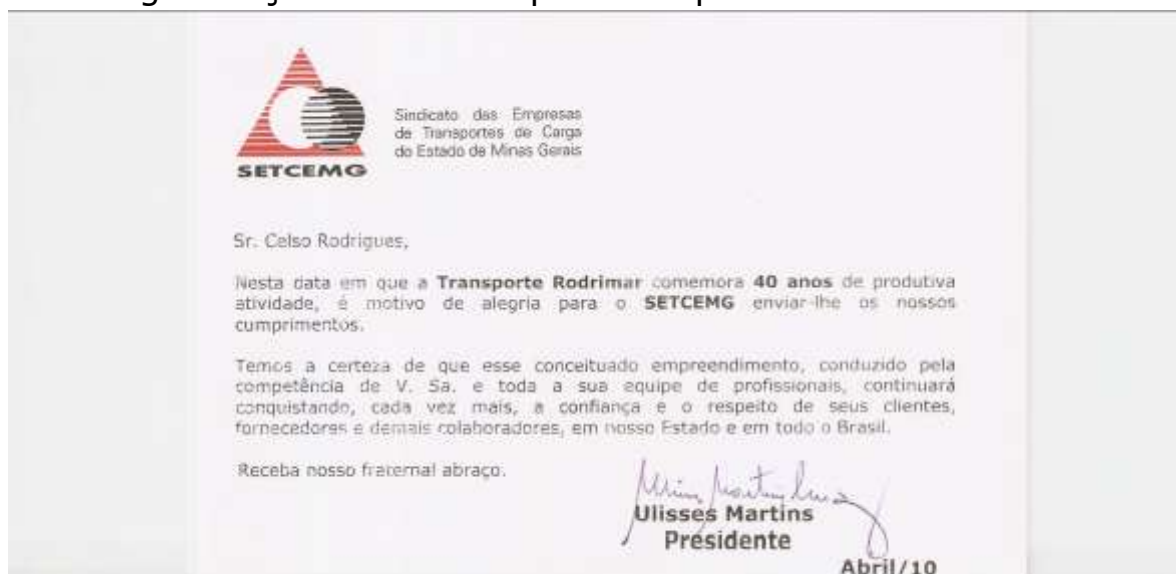 SETCEMG
Sindicato das Empresas
de Transportes de Carga
do Estado de Minas Gerais
Sr. Celso Rodrigues,
Nesta data em que a Transporte Rodrimar comemora 40 anos de produtiva
atividade, é motivo de alegria para o SETCEMG enviar-lhe os nossos
cumprimentos.
Temos a certeza de que esse conceituado empreendimento, conduzido pela
competência de V. Sa. e toda a sua equipe de profissionais, continuará
conquistando, cada vez mais, a confiança e o respeito de seus clientes,
fornecedores e demais colaboradores, em nosso Estado e em todo o Brasil.
Receba nosso fraternal abraço.
Ulisses Martins
Presidente
Abril/10